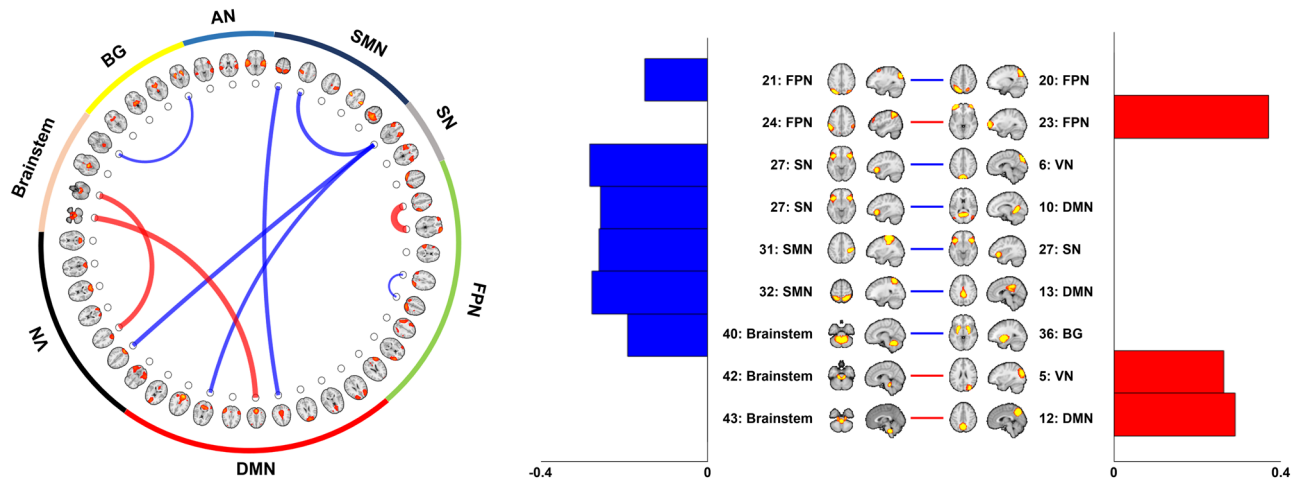 AN
SMN
BG
SN
Brainstem
FPN
VN
DMN
21: FPN 20: FPN
24: FPN 23: FPN
27: SN 6: VN
27: SN 10: DMN
31: SMN 27: SN
32: SMN 13: DMN
40: Brainstem 36: BG
42: Brainstem 5: VN
43: Brainstem 12: DMN
-0.4 0 0 0.4